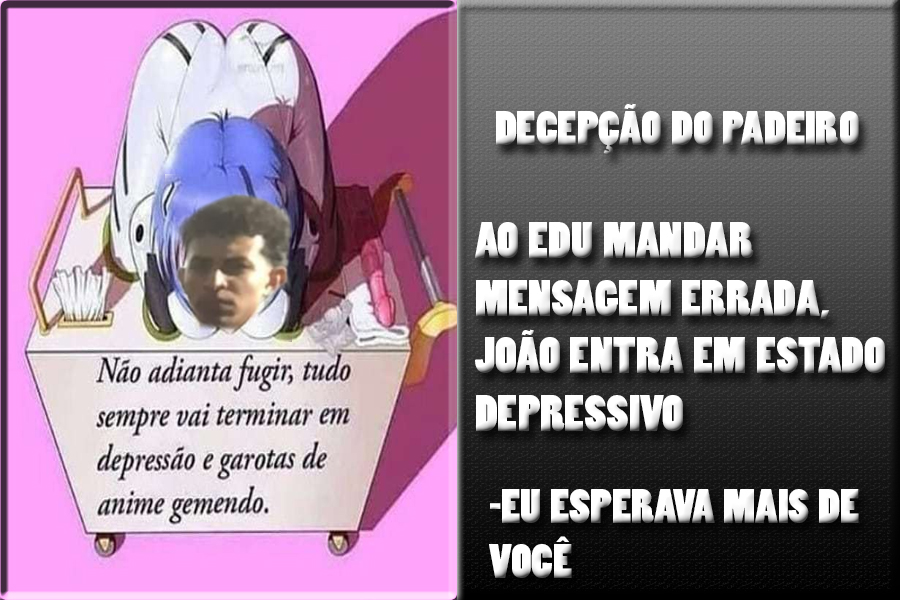 Não adianta fugir, tudo
sempre vai terminar em
depressão e garotas de
anime gemendo.
DECEPÇÃO DO PADEIRO
AO EDU MANDAR
MENSAGEM ERRADA,
JOÃO ENTRA EM ESTADO
DEPRESSIVO
-EU ESPERAVA MAIS DE
VOCÊ